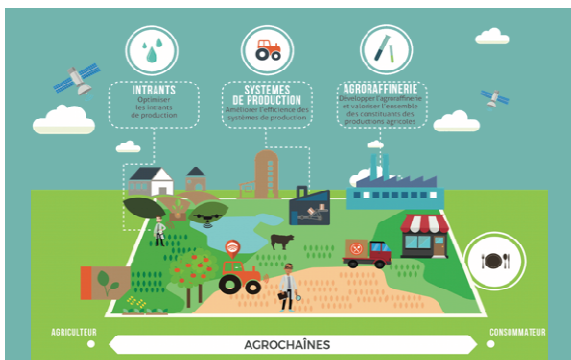 INTRANTS
Optimiser
les intrants
de production
SYSTÈMES
DE PRODUCTION
Améliorer l'efficience des
systèmes de production
AGRORAFFINERIE
Développer l'agroraffinerie
et valoriser l'ensemble
des constituants des
productions agricoles
AGRICULTEUR
AGROCHAÎNES
CONSOMMATEUR